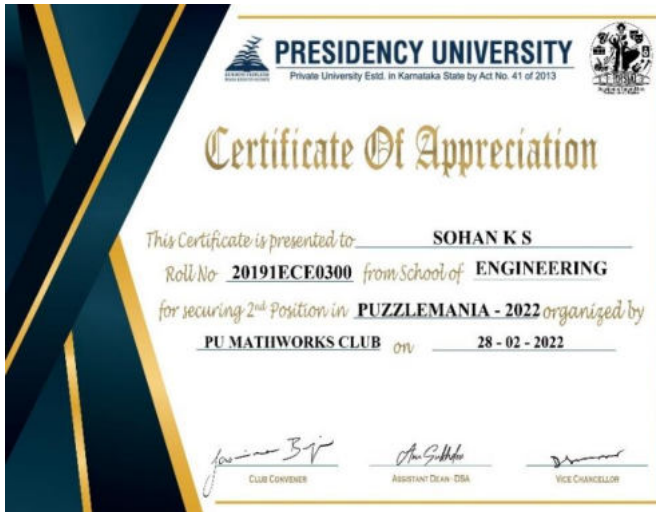 PRESIDENCY UNIVERSITY
Private University Estd. in Karnataka State by Act No. 41 of 2013
Certificate Of Appreciation
This Certificate is presented to SOHAN K S
Roll No 20191ECE0300 from School of ENGINEERING
for securing 2nd Position in PUZZLEMANIA - 2022 organized by
PU MATHWORKS CLUB on 28 - 02 - 2022
CLUB CONVENER ASSISTANT DEAN -DSA VICE CHANCELLOR